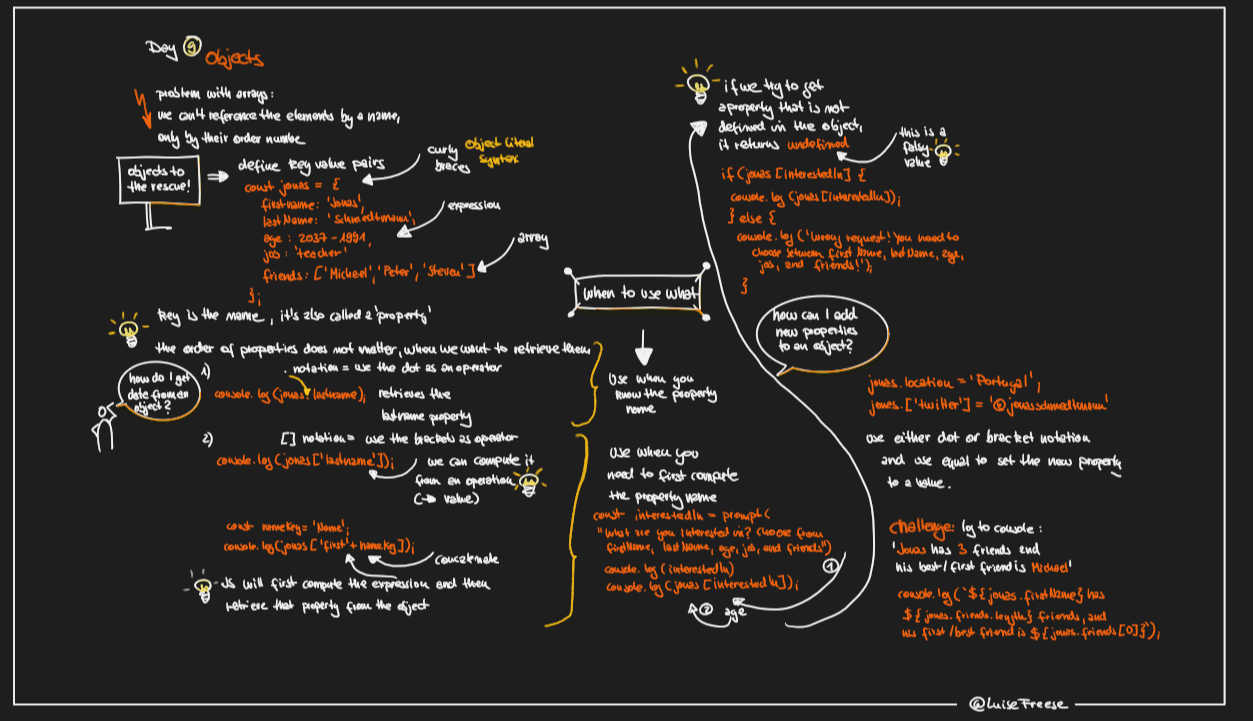 Day 9 Objects
problem with arrays:
we can't reference the elements by a name,
only by their order numbe
objects to
the rescue!
define key value pairs
curly
braces
Object Literal
Syntax
const jonas = {
firstname: 'Jonas',
lastName: 'Schmedtmann',
age: 2037-1991,
job: 'teacher'
friends: ['Michael', 'Peter', 'Steven']
};
expression
array
key is the name, it's also called a 'property'
the order of properties does not matter, when we want to retrieve them
how do I get
data from an
object?
1)
. notation = use the dot as an operator
console.log(jonas.lastname);
retrieves the
lastname property
2)
[] notation = use the brackets as operator
console.log(jonas['lastname']);
we can compute it
from an operation
(→ value)
const nameKey = 'Name';
console.log(jonas['first'+nameKey]);
concatenate
JS will first compute the expression and then
retrieve that property from the object
when to use what
Use when you
know the property
name
Use when you
need to first compute
the property name
const interestedIn = prompt(
"What are you interested in? Choose from
firstName, lastName, age, job, and friends")
console.log(interestedIn)
console.log(jonas[interestedIn]);
1
2
age
if we try to get
a property that is not
defined in the object,
it returns undefined
this is a
falsy
value
if(jonas[interestedIn] {
console.log(jonas[interestedIn]);
} else {
console.log('Wrong request! You need to
choose between firstName, lastName, age,
job, and friends!');
}
how can I add
new properties
to an object?
jonas.location = 'Portugal';
jonas.['twitter'] = '@jonasschmedtmann'
use either dot or bracket notation
and use equal to set the new property
to a value.
Challenge: log to console:
'Jonas has 3 friends and
his best/first friend is Michael'
console.log(`${jonas.firstName} has
${jonas.friends.length} friends, and
his first/best friend is ${jonas.friends[0]}`);
@LuiseFreese